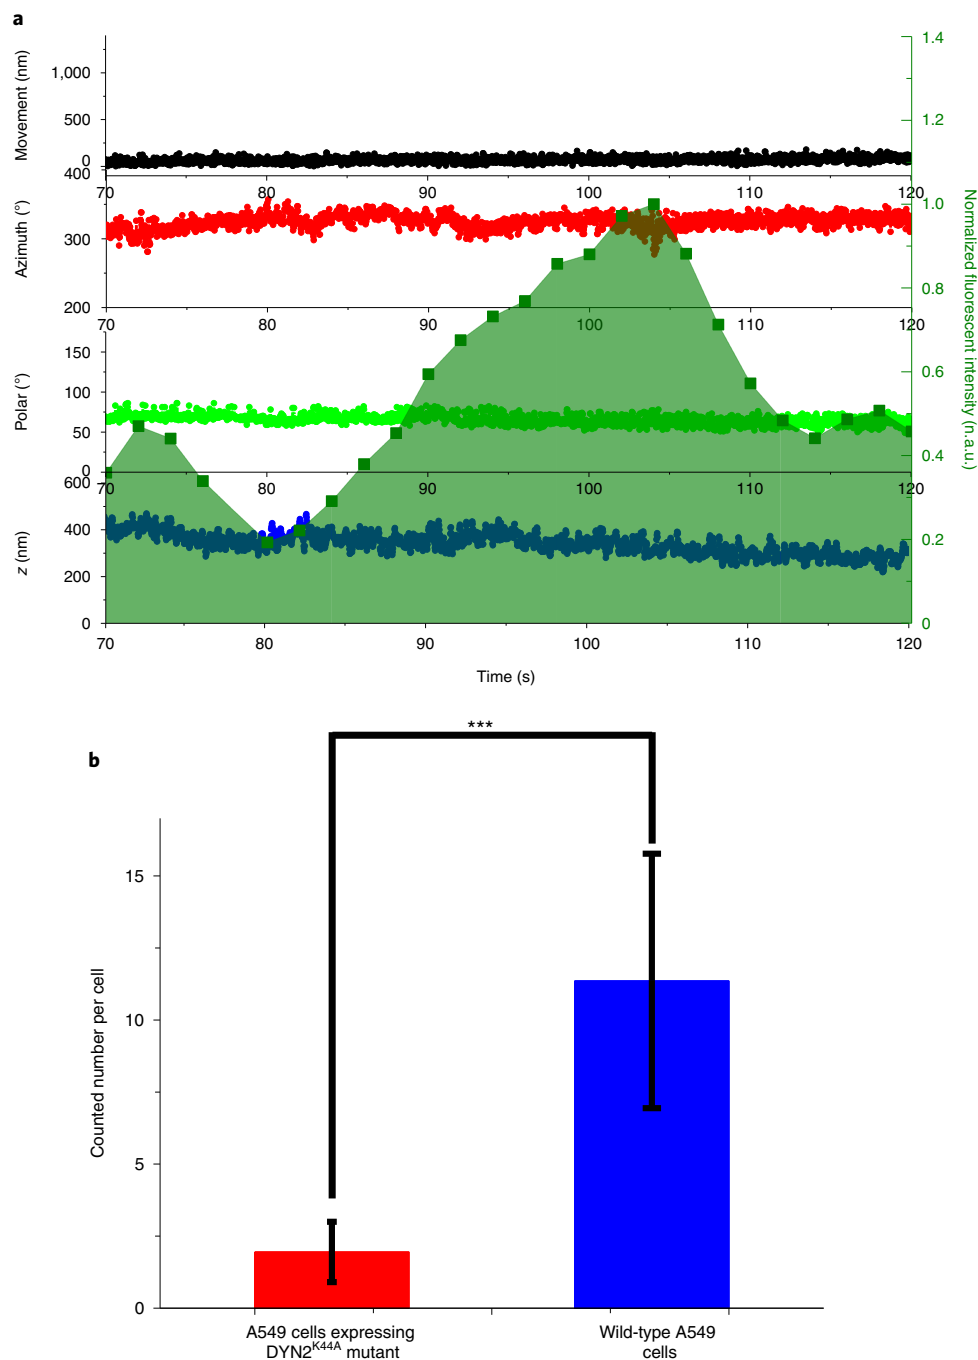 a
Movement (nm)
1,000
500
0
70 80 90 100 110 120
Azimuth (°)
400
300
200
70 80 90 100 110 120
Polar (°)
150
100
50
0
70 80 90 100 110 120
z (nm)
600
400
200
0
70 80 90 100 110 120
Time (s)
1.4
1.2
1.0
0.8
0.6
0.4
0.2
0
Normalized fluorescent intensity (n.a.u.)
b
***
Counted number per cell
15
10
5
0
A549 cells expressing
DYN2K44A mutant
Wild-type A549
cells